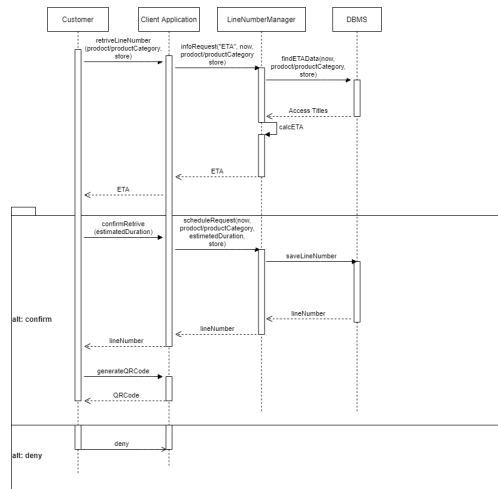 Customer
Client Application
LineNumberManager
DBMS
retriveLineNumber
(prodoct/productCategory,
store)
infoRequest("ETA", now,
prodoct/productCategory
store)
findETAData(now,
prodoct/productCategory,
store)
Access Titles
calcETA
ETA
ETA
confirmRetrive
(estimatedDuration)
scheduleRequest(now,
prodoct/productCategory,
estimetedDuration,
store)
saveLineNumber
lineNumber
lineNumber
lineNumber
alt: confirm
generateQRCode
QRCode
deny
alt: deny